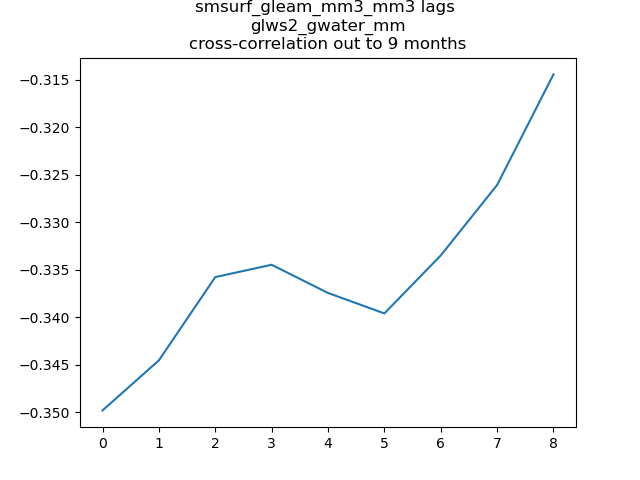 smsurf_gleam_mm3_mm3 lags
glws2_gwater_mm
cross-correlation out to 9 months
−0.315
−0.320
−0.325
−0.330
−0.335
−0.340
−0.345
−0.350
0 1 2 3 4 5 6 7 8